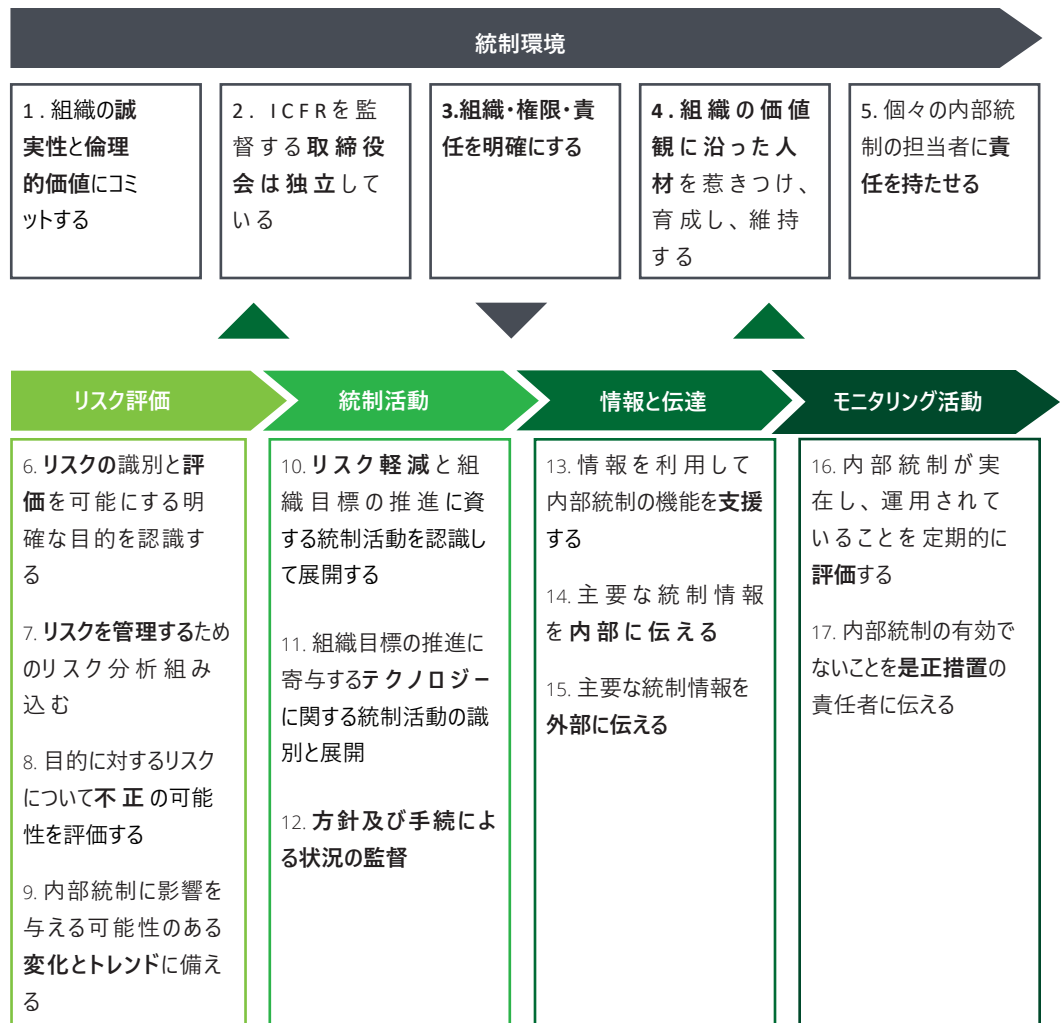 統制環境
1.組織の誠
実性と倫理
的価値にコミ
ットする
2. ICFRを監
督する取締役
会は独立して
いる
3.組織・権限・責
任を明確にする
4.組織の価値
観に沿った人
材を惹きつけ、
育成し、維持
する
5. 個々の内部統
制の担当者に責
任を持たせる
リスク評価
6. リスクの識別と評
価を可能にする明
確な目的を認識す
る
7. リスクを管理するため
のリスク分析組み
込む
8. 目的に対するリスク
について不正の可能
性を評価する
9. 内部統制に影響を
与える可能性のある
変化とトレンドに備え
る
統制活動
10. リスク軽減と組
織目標の推進に資
する統制活動を認識し
て展開する
11. 組織目標の推進に
寄与するテクノロジー
に関する統制活動の識
別と展開
12. 方針及び手続によ
る状況の監督
情報と伝達
13. 情報を利用して
内部統制の機能を支援
する
14. 主要な統制情報
を内部に伝える
15. 主要な統制情報を
外部に伝える
モニタリング活動
16. 内部統制が実
在し、運用されて
いることを定期的に
評価する
17. 内部統制の有効で
ないことを是正措置の
責任者に伝える